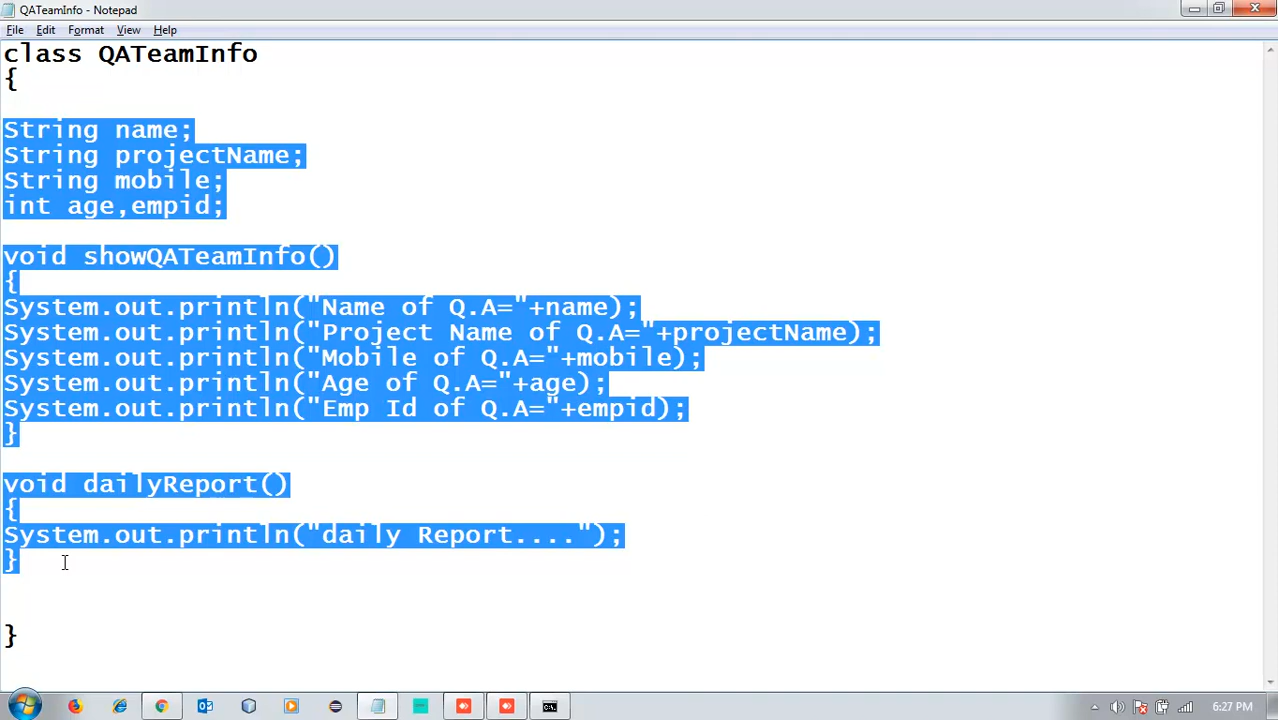 QATeamInfo - Notepad
File Edit Format View Help
class QATeamInfo
{
String name;
String projectName;
String mobile;
int age,empid;
void showQATeamInfo()
{
System.out.println("Name of Q.A="+name);
System.out.println("Project Name of Q.A="+projectName);
System.out.println("Mobile of Q.A="+mobile);
System.out.println("Age of Q.A="+age);
System.out.println("Emp Id of Q.A="+empid);
}
void dailyReport()
{
System.out.println("daily Report....");
}
}
6:27 PM